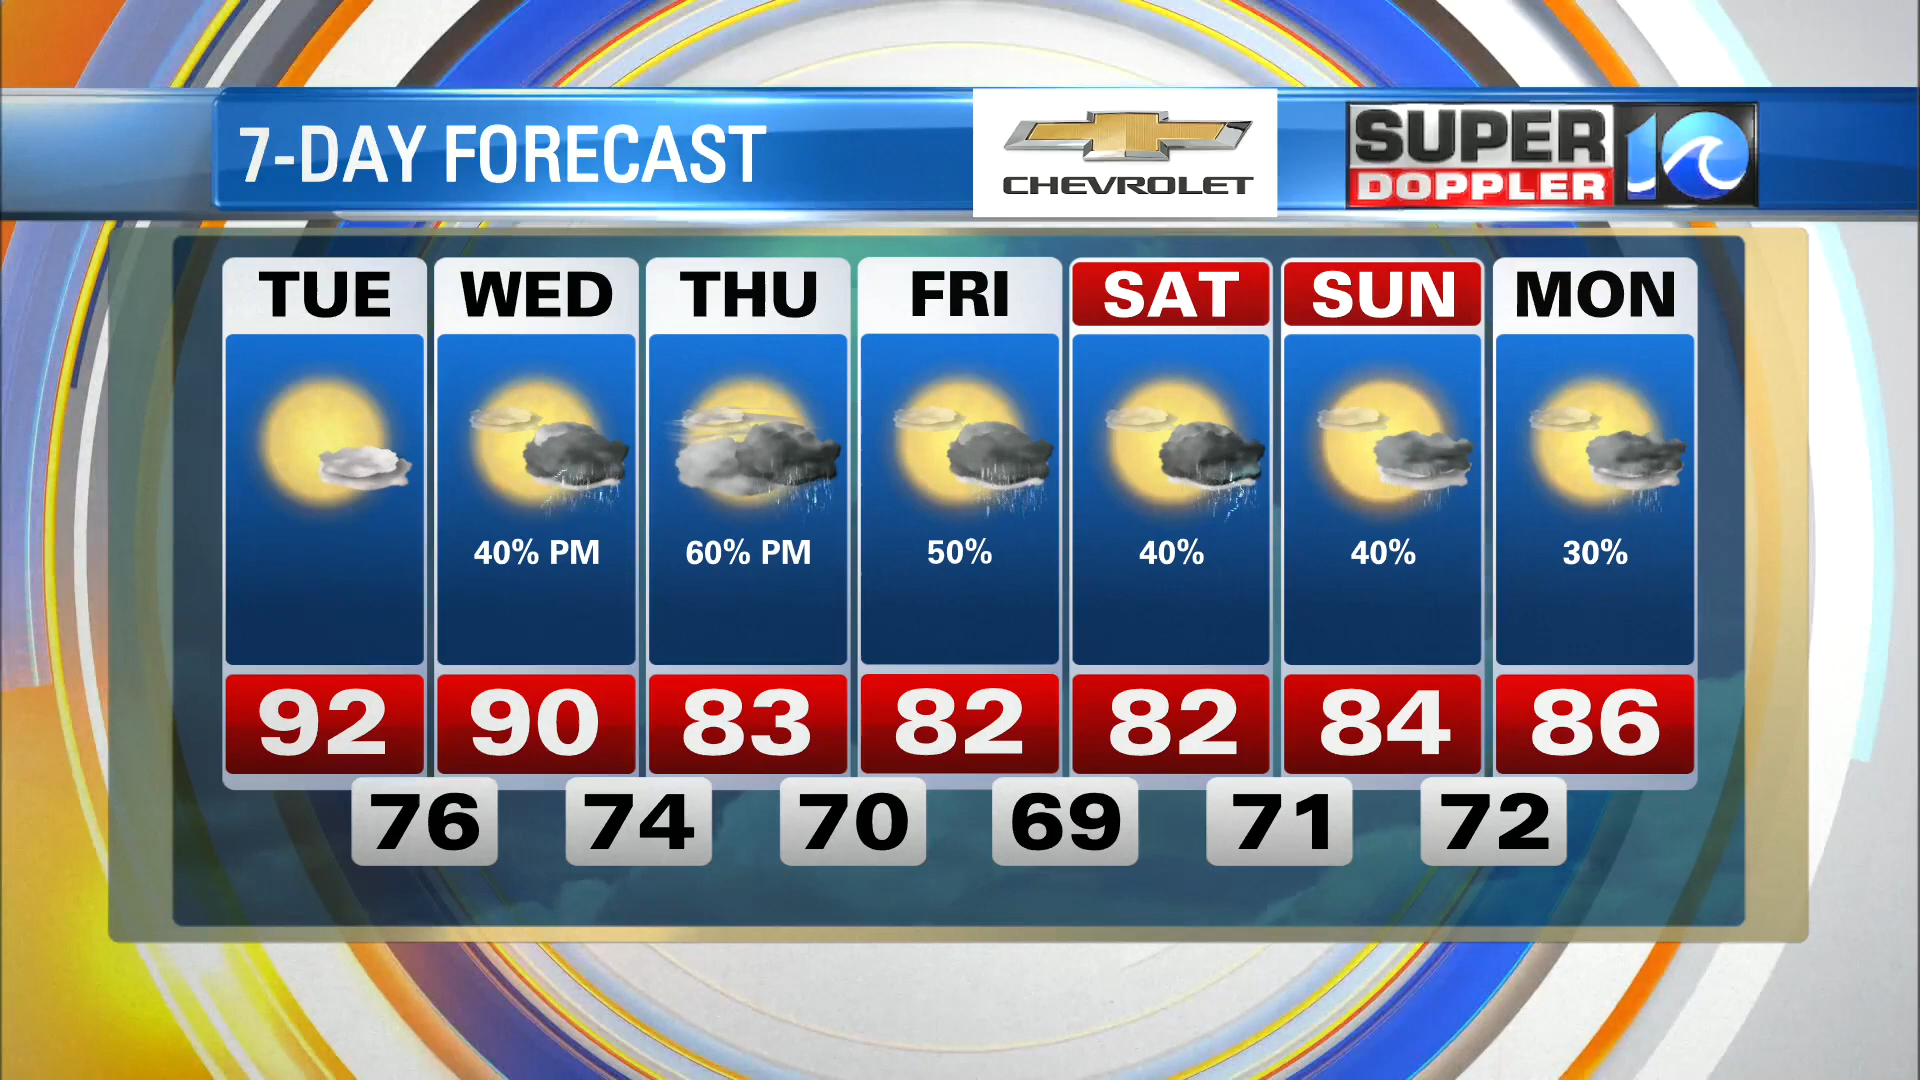 7-DAY FORECAST
CHEVROLET
SUPER
DOPPLER
10
TUE WED THU FRI SAT SUN MON
40% PM 60% PM 50% 40% 40% 30%
92 90 83 82 82 84 86
76 74 70 69 71 72